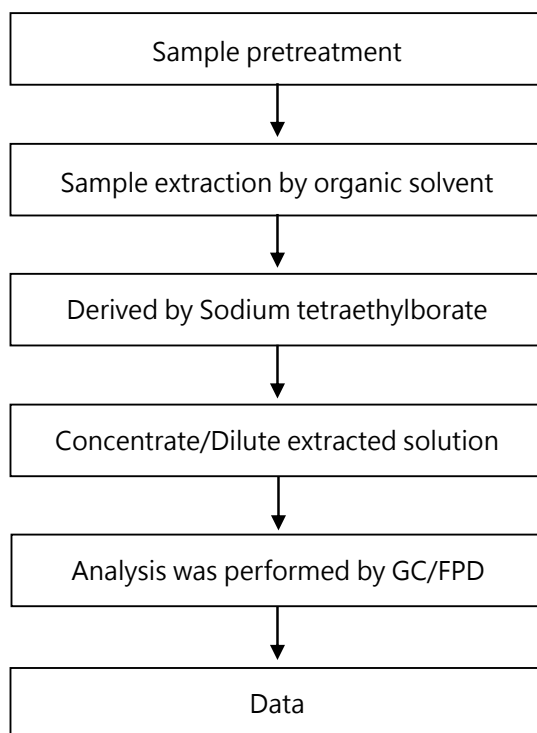 Sample pretreatment
Sample extraction by organic solvent
Derived by Sodium tetraethylborate
Concentrate/Dilute extracted solution
Analysis was performed by GC/FPD
Data